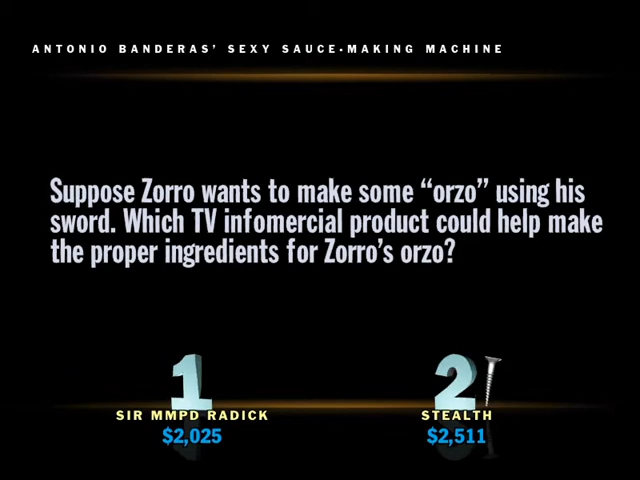 ANTONIO BANDERAS' SEXY SAUCE-MAKING MACHINE
Suppose Zorro wants to make some “orzo” using his
sword. Which TV infomercial product could help make
the proper ingredients for Zorro's orzo?
1 2
SIR MMPD RADICK STEALTH
$2,025 $2,511